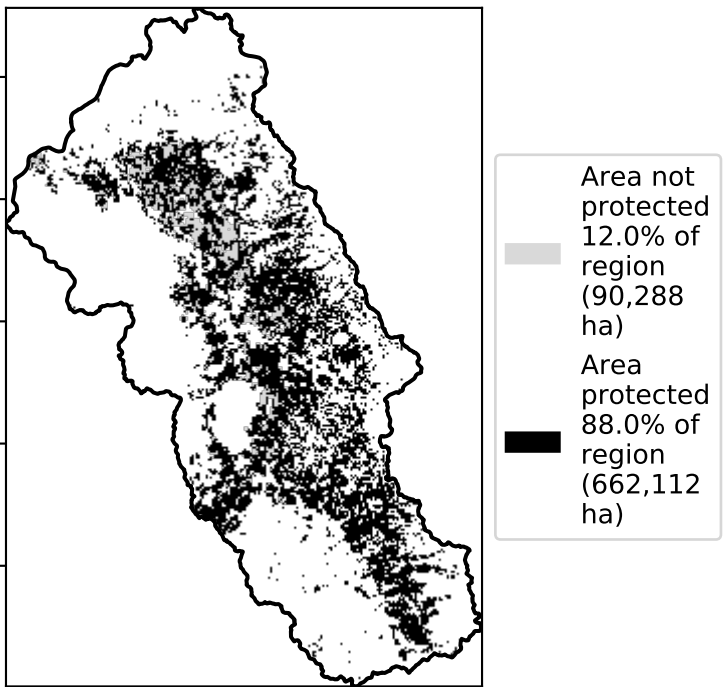 Area not
protected
12.0% of
region
(90,288
ha)
Area
protected
88.0% of
region
(662,112
ha)